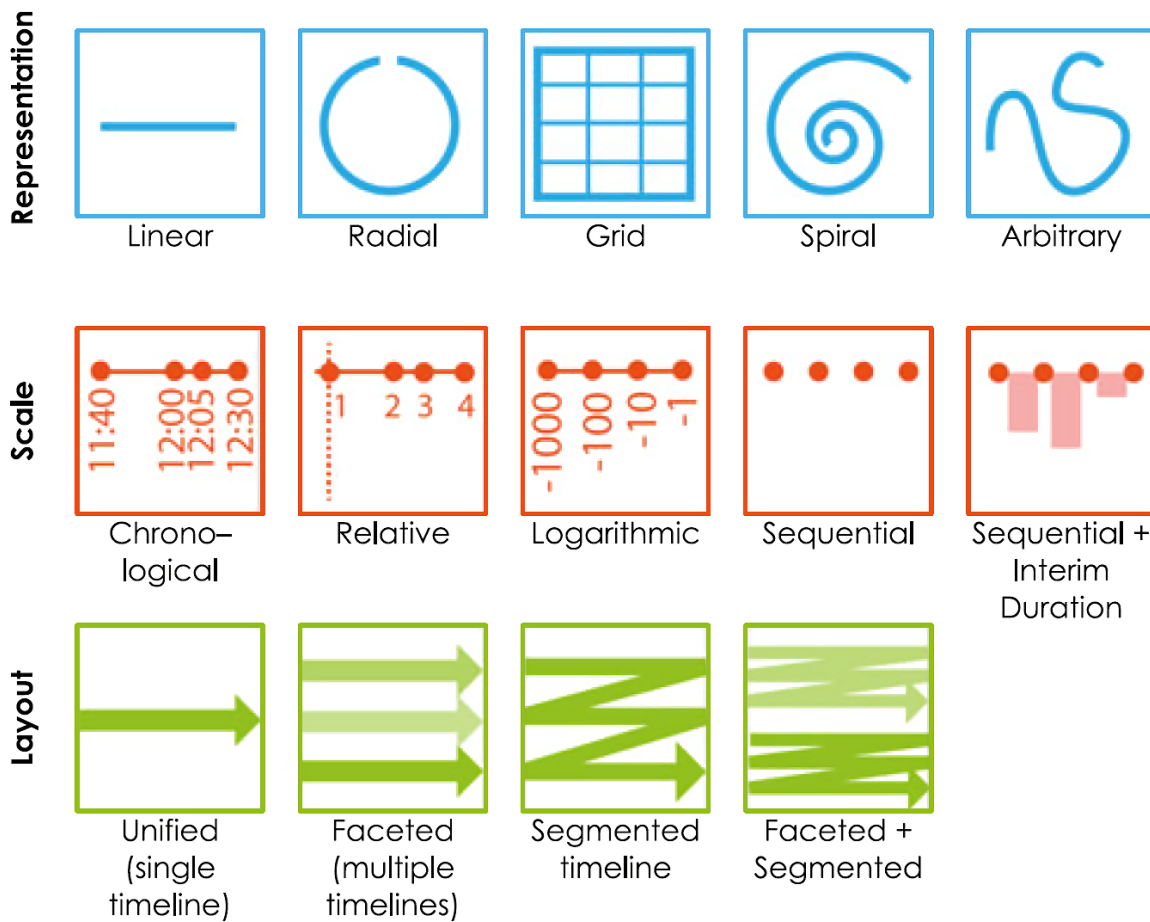 Representation
Linear
Radial
Grid
Spiral
Arbitrary
Scale
11:40
12:00
12:05
12:30
1
2
3
4
-1000
-100
-10
-1
Chrono–
logical
Relative
Logarithmic
Sequential
Sequential +
Interim
Duration
Layout
Unified
(single
timeline)
Faceted
(multiple
timelines)
Segmented
timeline
Faceted +
Segmented